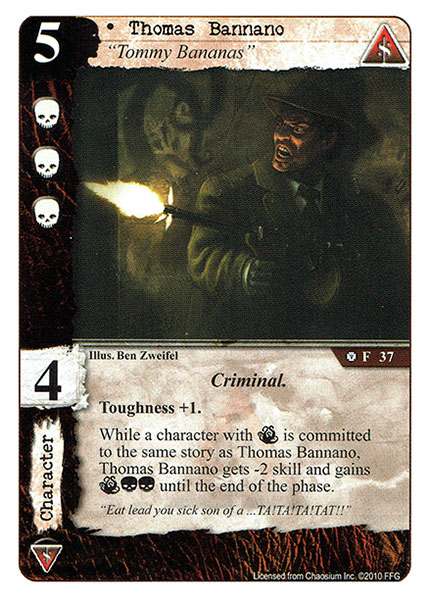 5
• Thomas Bannano
“Tommy Bananas”
Illus. Ben Zweifel
F 37
4
Character
Criminal.
Toughness +1.
While a character with is committed
to the same story as Thomas Bannano,
Thomas Bannano gets -2 skill and gains
until the end of the phase.
“Eat lead you sick son of a ...TA!TA!TA!TAT!!”
Licensed from Chaosium Inc. ©2010 FFG